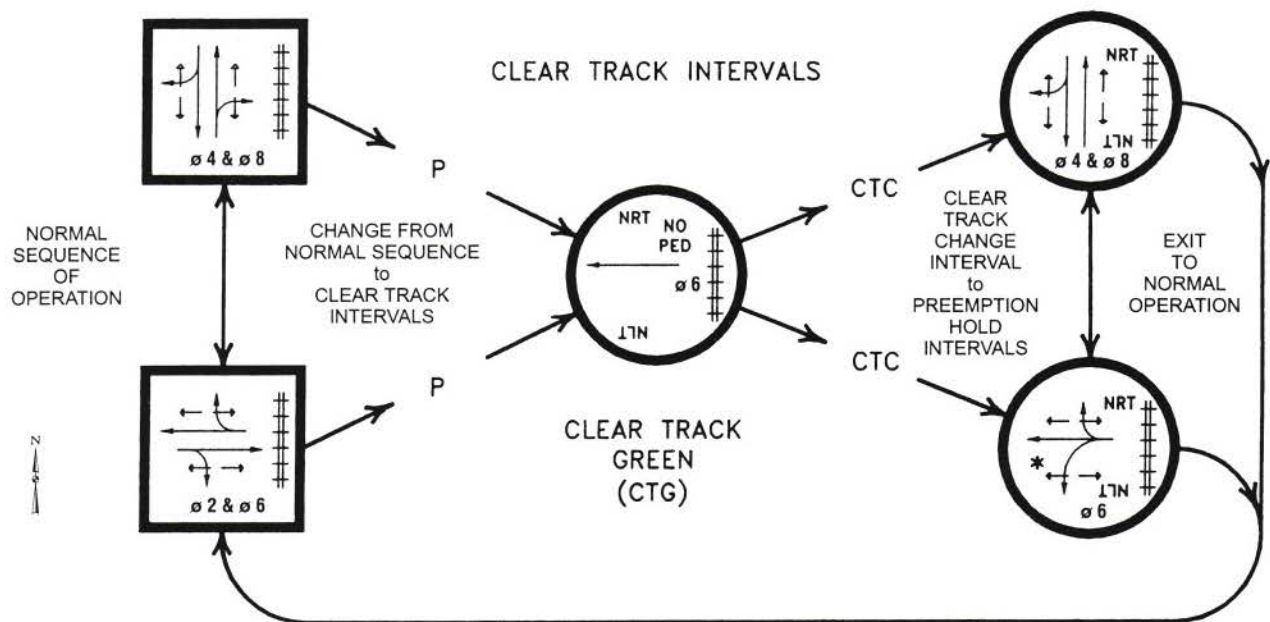 CLEAR TRACK INTERVALS
ø 4 & ø 8
P
NORMAL
SEQUENCE
OF
OPERATION
CHANGE FROM
NORMAL SEQUENCE
to
CLEAR TRACK
INTERVALS
P
ø 2 & ø 6
N
NRT
NO
PED
ø 6
NLT
CLEAR TRACK
GREEN
(CTG)
CTC
CTC
NRT
NLT
ø 4 & ø 8
CLEAR
TRACK
CHANGE
INTERVAL
to
PREEMPTION
HOLD
INTERVALS
EXIT
TO
NORMAL
OPERATION
NRT
*
NLT
ø 6